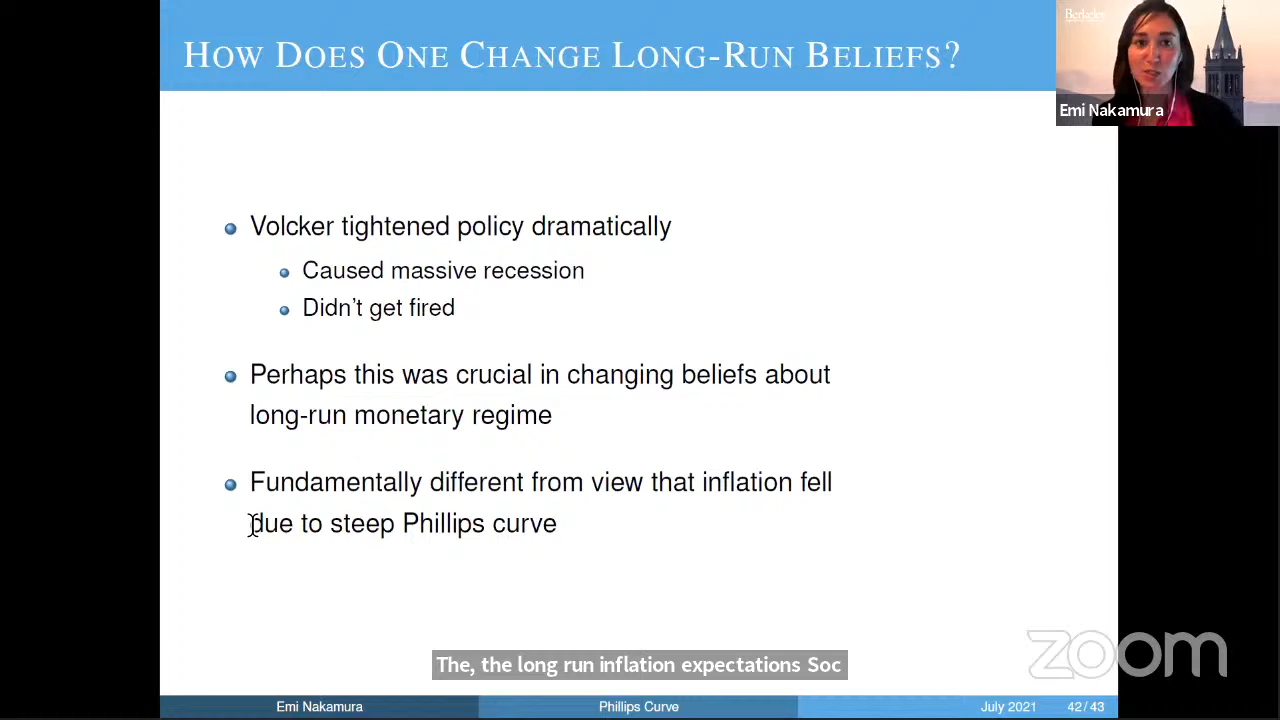 HOW DOES ONE CHANGE LONG-RUN BELIEFS?
Berkeley
Emi Nakamura
Volcker tightened policy dramatically
Caused massive recession
Didn't get fired
Perhaps this was crucial in changing beliefs about
long-run monetary regime
Fundamentally different from view that inflation fell
due to steep Phillips curve
zoom
The, the long run inflation expectations Soc
Emi Nakamura
Phillips Curve
July 2021
42/43